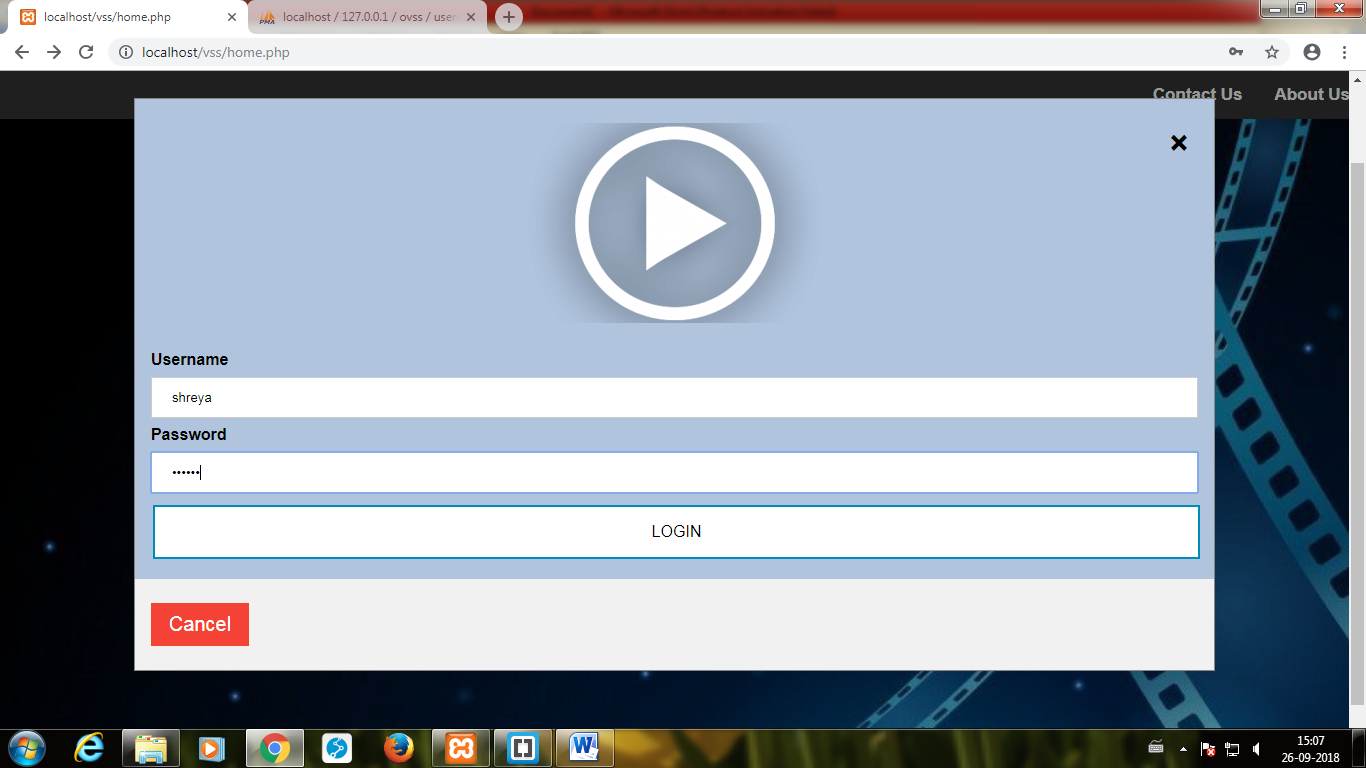 localhost/vss/home.php
localhost / 127.0.0.1 / ovss / user
localhost/vss/home.php
Contact Us
About Us
Username
shreya
Password
••••••
LOGIN
Cancel
15:07
26-09-2018